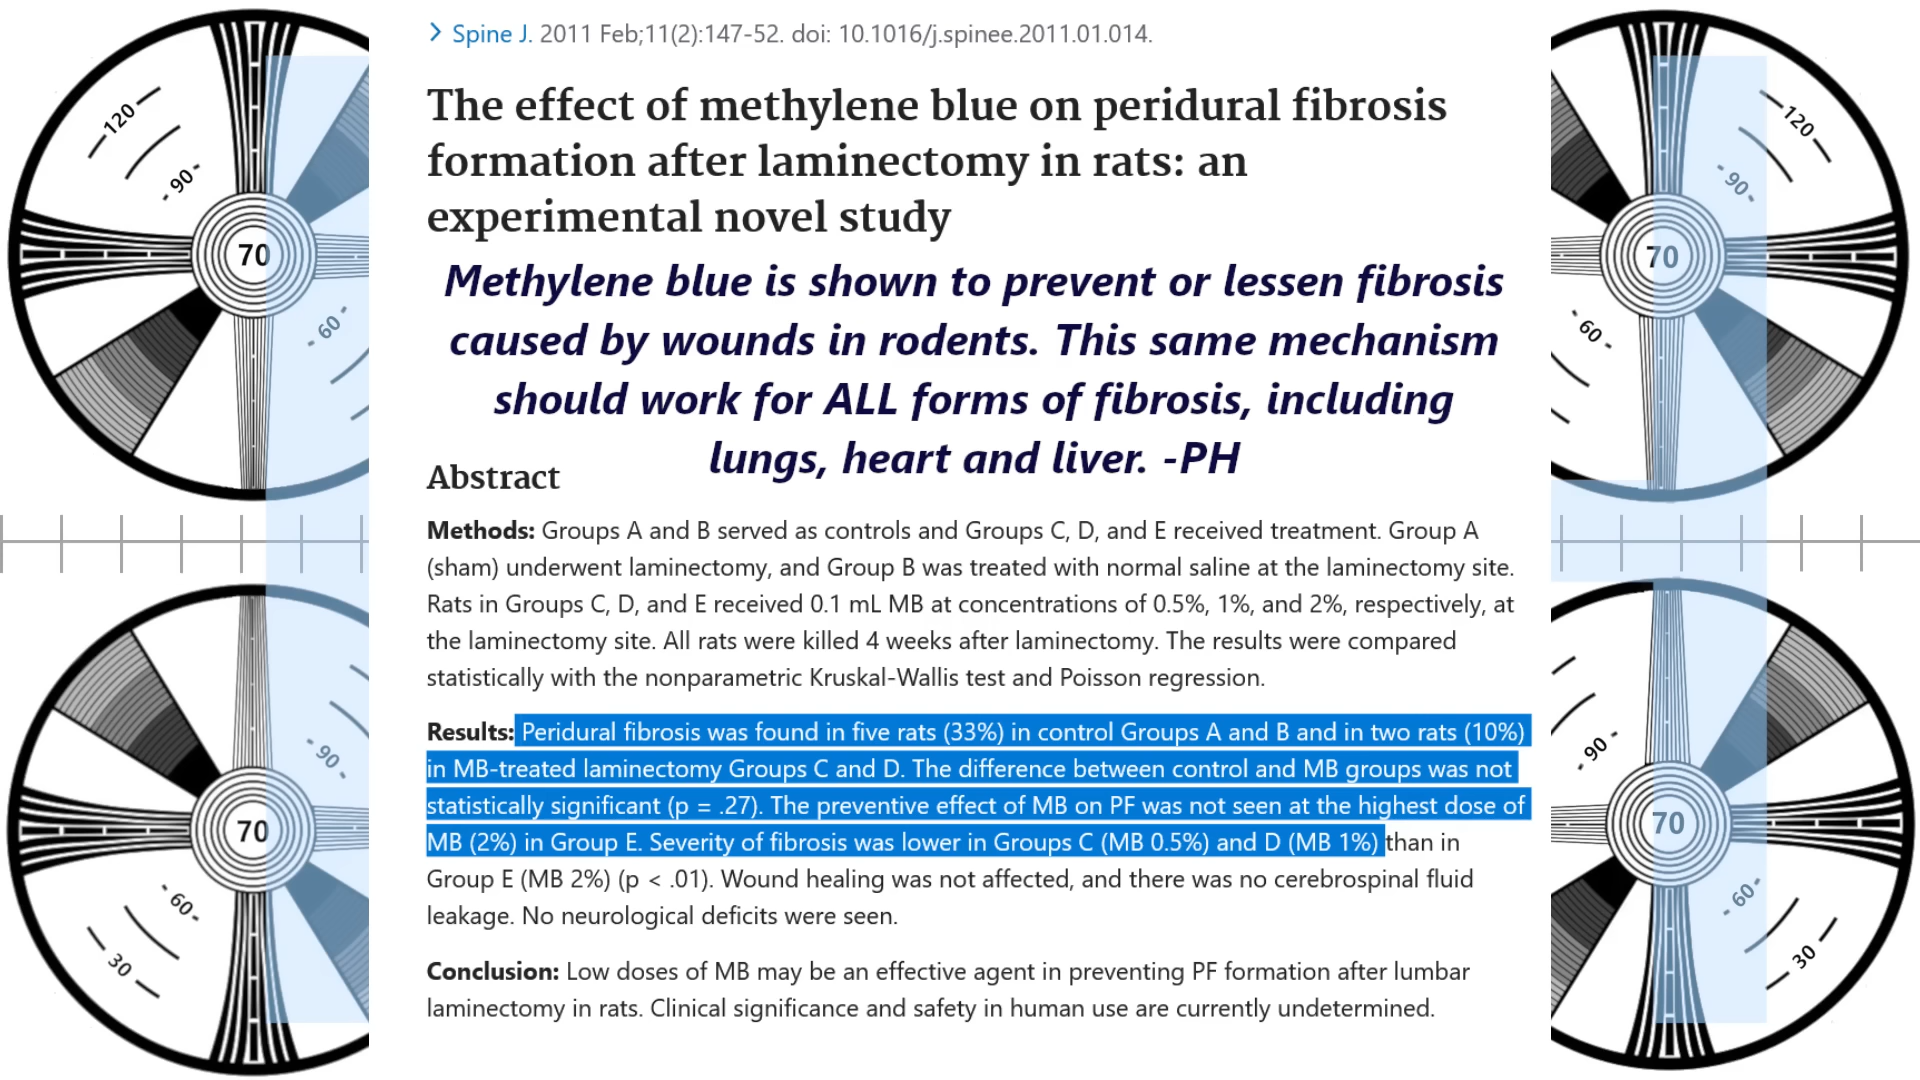 Spine J. 2011 Feb;11(2):147-52. doi: 10.1016/j.spinee.2011.01.014.
The effect of methylene blue on peridural fibrosis
formation after laminectomy in rats: an
experimental novel study
Methylene blue is shown to prevent or lessen fibrosis
caused by wounds in rodents. This same mechanism
should work for ALL forms of fibrosis, including
lungs, heart and liver. -PH
Abstract
Methods: Groups A and B served as controls and Groups C, D, and E received treatment. Group A
(sham) underwent laminectomy, and Group B was treated with normal saline at the laminectomy site.
Rats in Groups C, D, and E received 0.1 mL MB at concentrations of 0.5%, 1%, and 2%, respectively, at
the laminectomy site. All rats were killed 4 weeks after laminectomy. The results were compared
statistically with the nonparametric Kruskal-Wallis test and Poisson regression.
Results: Peridural fibrosis was found in five rats (33%) in control Groups A and B and in two rats (10%)
in MB-treated laminectomy Groups C and D. The difference between control and MB groups was not
statistically significant (p = .27). The preventive effect of MB on PF was not seen at the highest dose of
MB (2%) in Group E. Severity of fibrosis was lower in Groups C (MB 0.5%) and D (MB 1%) than in
Group E (MB 2%) (p < .01). Wound healing was not affected, and there was no cerebrospinal fluid
leakage. No neurological deficits were seen.
Conclusion: Low doses of MB may be an effective agent in preventing PF formation after lumbar
laminectomy in rats. Clinical significance and safety in human use are currently undetermined.
120
90
70
60
120
90
70
60
90
70
60
30
90
70
60
30